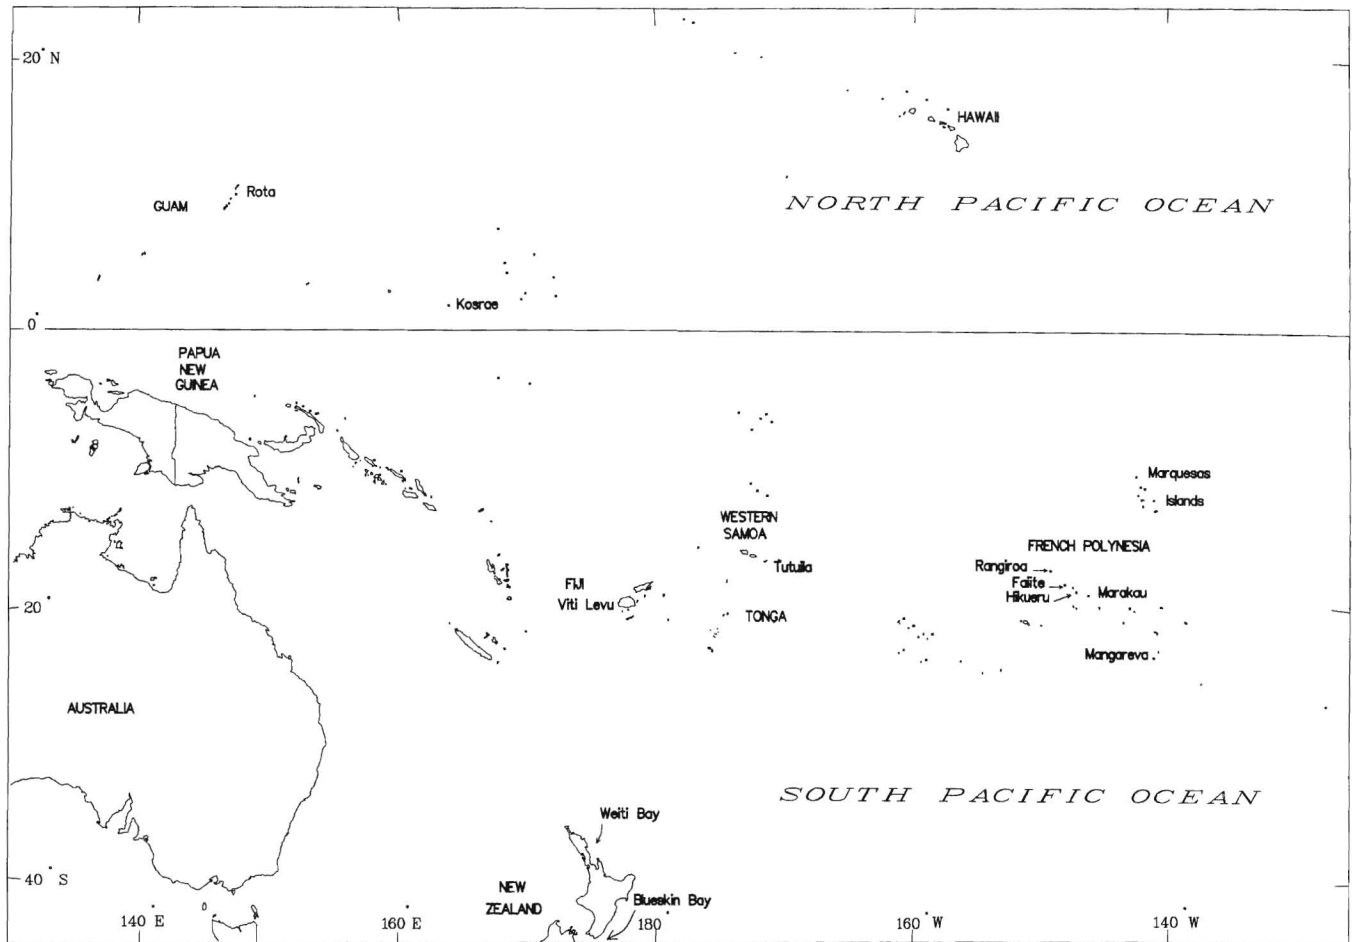 20° N
HAWAII
Rota
GUAM
NORTH PACIFIC OCEAN
Kosrae
0°
PAPUA
NEW
GUINEA
Marquesas
Islands
WESTERN
SAMOA
FRENCH POLYNESIA
Rangiroa
Tutuila
FIJI
Faiite
Hikueru
Marakau
20°
Viti Levu
TONGA
Mangareva
AUSTRALIA
SOUTH PACIFIC OCEAN
Weiti Bay
40° S
NEW
ZEALAND
Blueskin Bay
140° E
160° E
180°
160° W
140° W